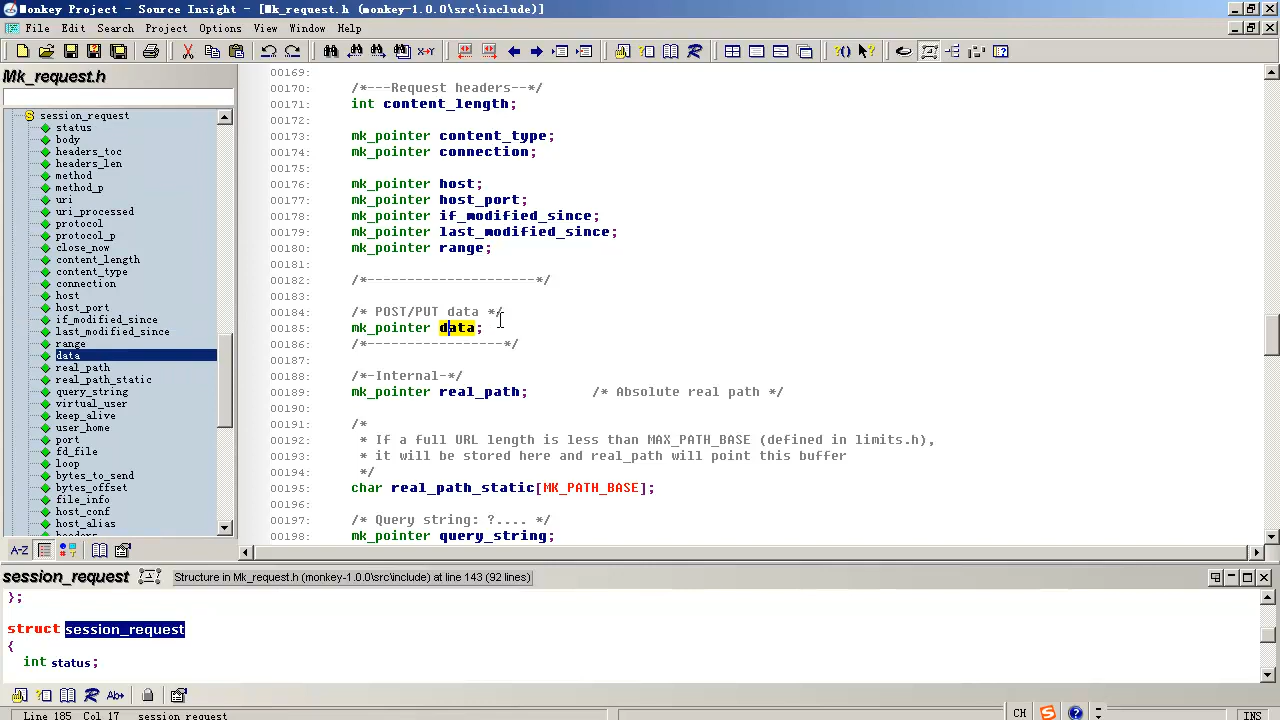 Monkey Project - Source Insight - [Mk_request.h (monkey-1.0.0\src\include)]
File Edit Search Project Options View Window Help
Mk_request.h
session_request
status
body
headers_toc
headers_len
method
method_p
uri
uri_processed
protocol
protocol_p
close_now
content_length
content_type
connection
host
host_port
if_modified_since
last_modified_since
range
data
real_path
real_path_static
query_string
virtual_user
keep_alive
user_home
port
fd_file
loop
bytes_to_send
bytes_offset
file_info
host_conf
host_alias
headers
A-Z
00169:
00170: /*---Request headers--*/
00171: int content_length;
00172:
00173: mk_pointer content_type;
00174: mk_pointer connection;
00175:
00176: mk_pointer host;
00177: mk_pointer host_port;
00178: mk_pointer if_modified_since;
00179: mk_pointer last_modified_since;
00180: mk_pointer range;
00181:
00182: /*---------------------*/
00183:
00184: /* POST/PUT data */
00185: mk_pointer data;
00186: /*-----------------*/
00187:
00188: /*-Internal-*/
00189: mk_pointer real_path; /* Absolute real path */
00190:
00191: /*
00192: * If a full URL length is less than MAX_PATH_BASE (defined in limits.h),
00193: * it will be stored here and real_path will point this buffer
00194: */
00195: char real_path_static[MK_PATH_BASE];
00196:
00197: /* Query string: ?.... */
00198: mk_pointer query_string;
session_request Structure in Mk_request.h (monkey-1.0.0\src\include) at line 143 (92 lines)
};
struct session_request
{
int status;
Line 185 Col 17 session_request CH INS